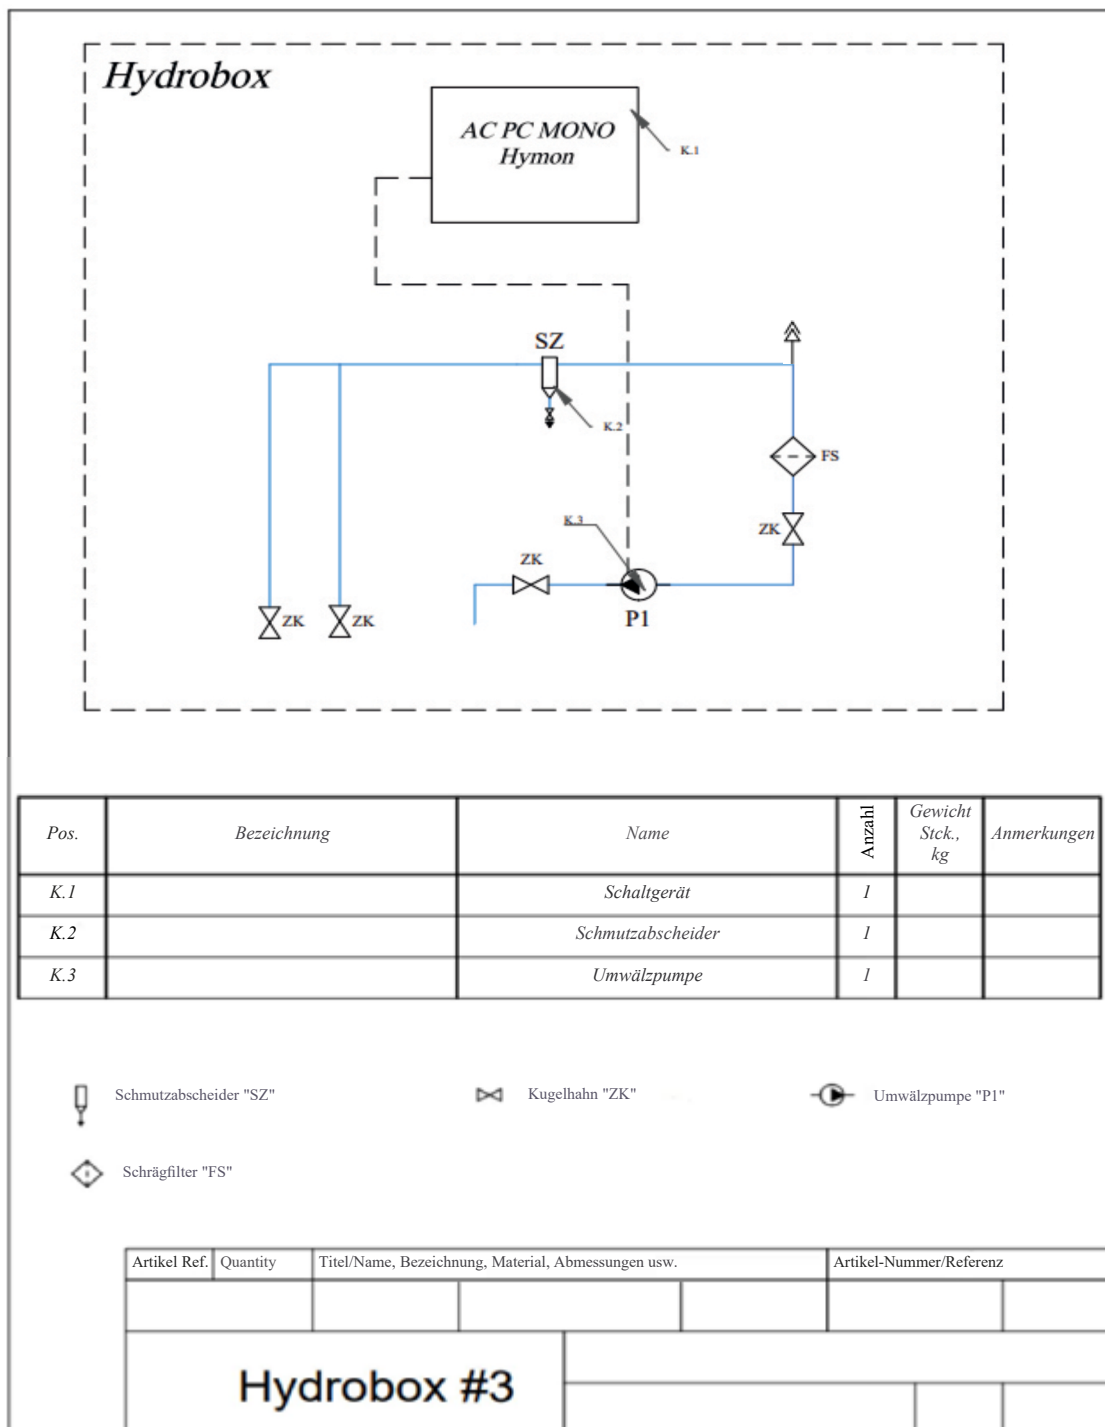 Hydrobox
AC PC MONO
Hymon
K.1
SZ
K.2
FS
K.3
ZK
ZK
P1
ZK
ZK
Pos.
Bezeichnung
Name
Anzahl
Gewicht
Stck.,
kg
Anmerkungen
K.1
Schaltgerät
1
K.2
Schmutzabscheider
1
K.3
Umwälzpumpe
1
Schmutzabscheider "SZ"
Kugelhahn "ZK"
Umwälzpumpe "P1"
Schrägfilter "FS"
Artikel Ref.
Quantity
Titel/Name, Bezeichnung, Material, Abmessungen usw.
Artikel-Nummer/Referenz
Hydrobox #3